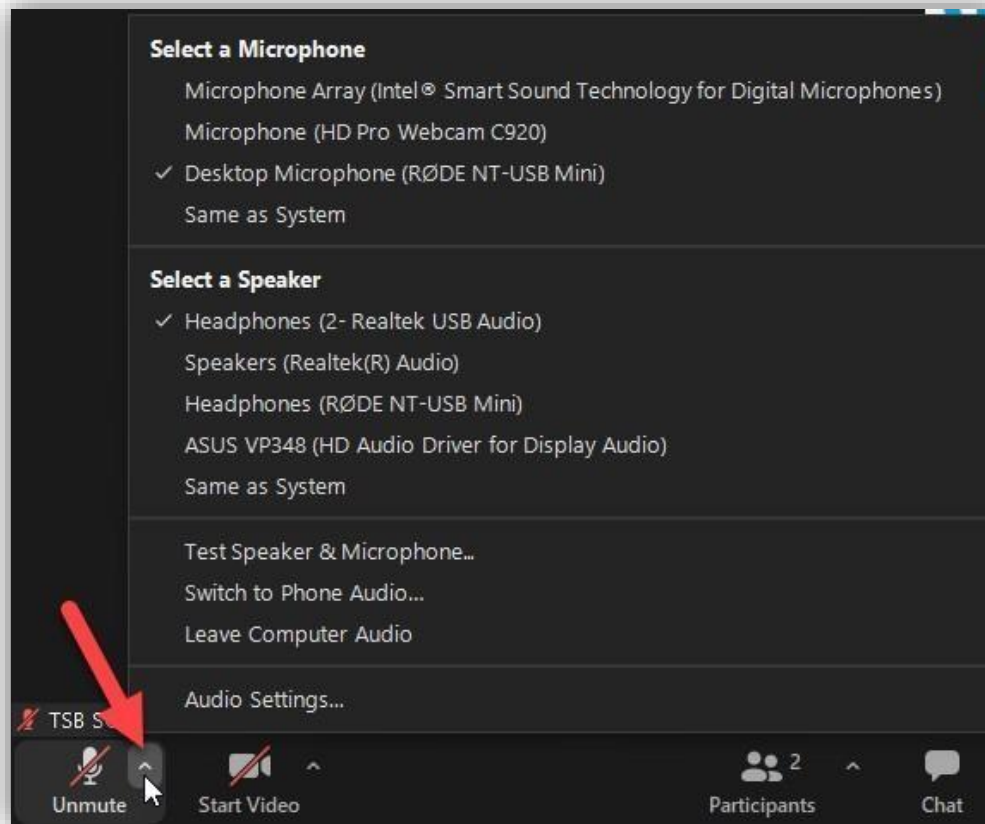 Select a Microphone
Microphone Array (Intel® Smart Sound Technology for Digital Microphones)
Microphone (HD Pro Webcam C920)
Desktop Microphone (RØDE NT-USB Mini)
Same as System
Select a Speaker
Headphones (2- Realtek USB Audio)
Speakers (Realtek(R) Audio)
Headphones (RØDE NT-USB Mini)
ASUS VP348 (HD Audio Driver for Display Audio)
Same as System
Test Speaker & Microphone...
Switch to Phone Audio...
Leave Computer Audio
Audio Settings...
TSB
Unmute
Start Video
2
Participants
Chat